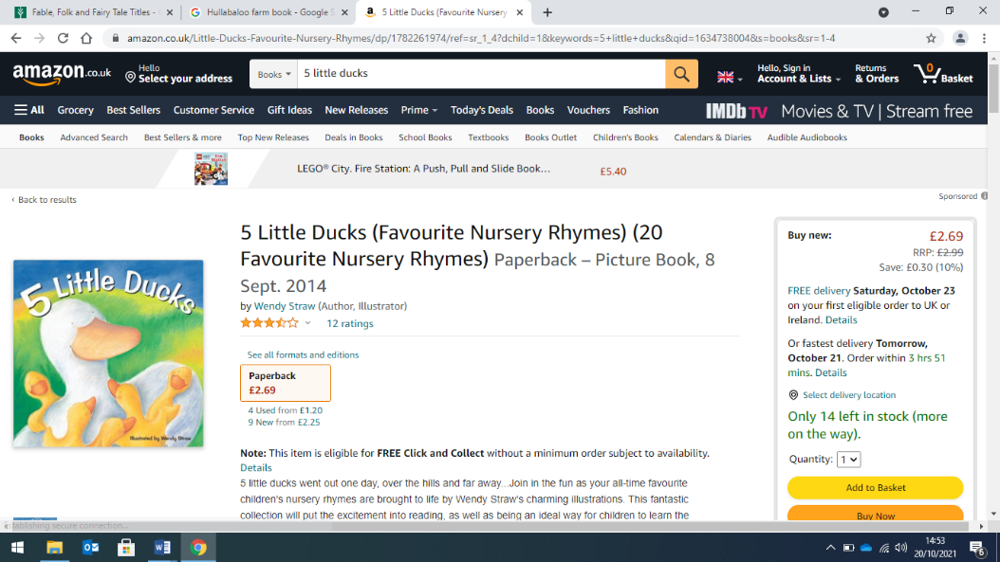 Fable, Folk and Fairy Tale Titles -
Hullabaloo farm book - Google S
5 Little Ducks (Favourite Nursery
amazon.co.uk/Little-Ducks-Favourite-Nursery-Rhymes/dp/1782261974/ref=sr_1_4?dchild=1&keywords=5+little+ducks&qid=1634738004&s=books&sr=1-4
amazon.co.uk
Hello
Select your address
Books
5 little ducks
Hello, Sign in
Account & Lists
Returns
& Orders
0
Basket
All Grocery Best Sellers Customer Service Gift Ideas New Releases Prime Today's Deals Books Vouchers Fashion
IMDb TV Movies & TV | Stream free
Books Advanced Search Best Sellers & more Top New Releases Deals in Books School Books Textbooks Books Outlet Children's Books Calendars & Diaries Audible Audiobooks
LEGO® City. Fire Station: A Push, Pull and Slide Book...
£5.40
‹ Back to results
Sponsored
5 Little Ducks
Illustrated by Wendy Straw
5 Little Ducks (Favourite Nursery Rhymes) (20
Favourite Nursery Rhymes) Paperback – Picture Book, 8
Sept. 2014
by Wendy Straw (Author, Illustrator)
12 ratings
See all formats and editions
Paperback
£2.69
4 Used from £1.20
9 New from £2.25
Note: This item is eligible for FREE Click and Collect without a minimum order subject to availability.
Details
5 little ducks went out one day, over the hills and far away...Join in the fun as your all-time favourite
children's nursery rhymes are brought to life by Wendy Straw's charming illustrations. This fantastic
collection will put the excitement into reading, as well as being an ideal way for children to learn the
Buy new:
£2.69
RRP: £2.99
Save: £0.30 (10%)
FREE delivery Saturday, October 23
on your first eligible order to UK or
Ireland. Details
Or fastest delivery Tomorrow,
October 21. Order within 3 hrs 51
mins. Details
Select delivery location
Only 14 left in stock (more
on the way).
Quantity: 1
Add to Basket
Buy Now
Establishing secure connection...
14:53
20/10/2021
6